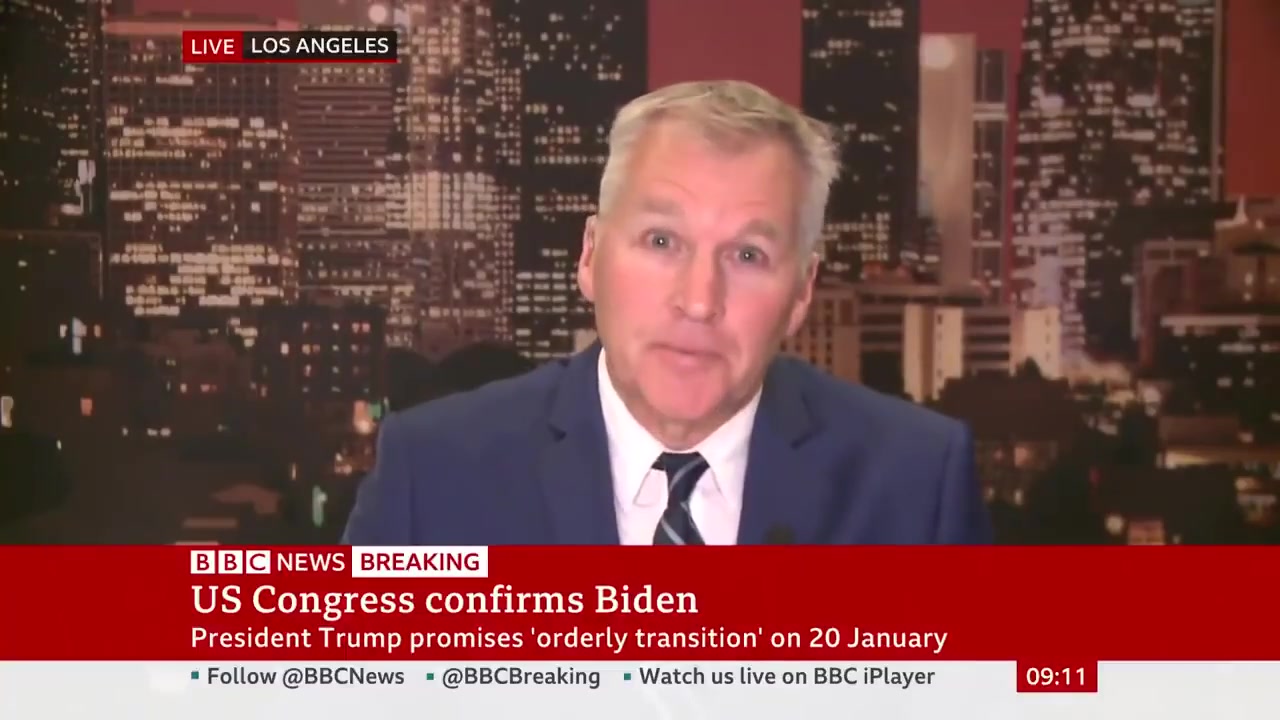 LIVE LOS ANGELES
BBC NEWS BREAKING
US Congress confirms Biden
President Trump promises 'orderly transition' on 20 January
Follow @BBCNews @BBCBreaking Watch us live on BBC iPlayer 09:11